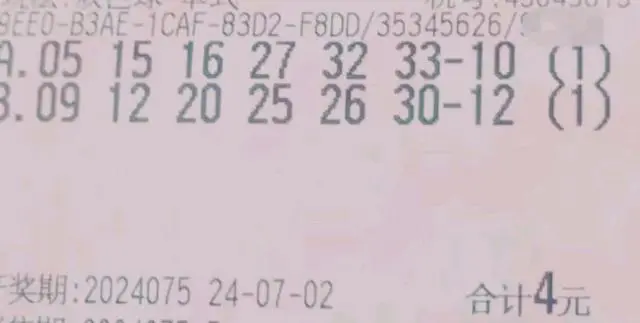 9EE0-B3AE-1CAF-83D2-F8DD/35345626/
A.05 15 16 27 32 33-10 (1)
B.09 12 20 25 26 30-12 (1)
开奖期:2024075 24-07-02 合计4元